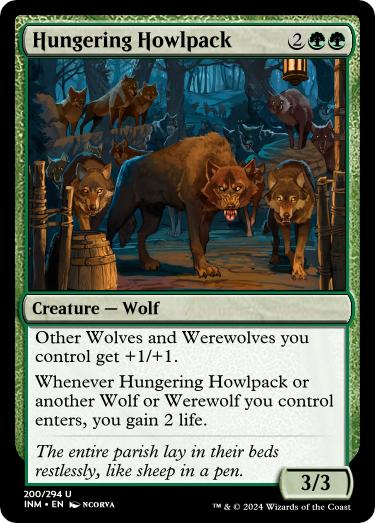 Hungering Howlpack 2
Creature — Wolf
Other Wolves and Werewolves you
control get +1/+1.
Whenever Hungering Howlpack or
another Wolf or Werewolf you control
enters, you gain 2 life.
The entire parish lay in their beds
restlessly, like sheep in a pen.
3/3
200/294 U
INM • EN NCORVA
™ & © 2024 Wizards of the Coast